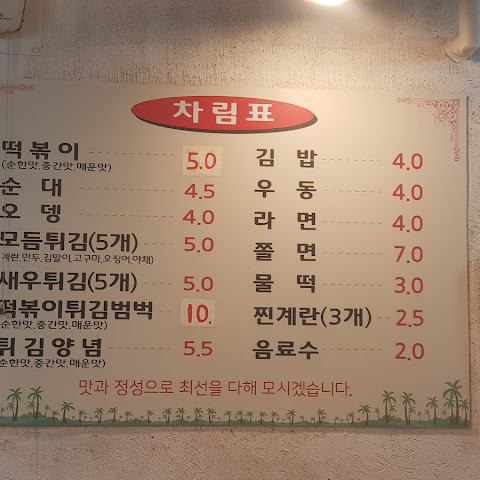 차림표
떡볶이 5.0
(순한맛,중간맛,매운맛)
순대 4.5
오뎅 4.0
모듬튀김(5개) 5.0
계란,만두,김말이,고구마,오징어,야채)
새우튀김(5개) 5.0
떡볶이튀김범벅 10.
순한맛,중간맛,매운맛)
튀김양념 5.5
순한맛,중간맛,매운맛)
김밥 4.0
우동 4.0
라면 4.0
쫄면 7.0
물떡 3.0
찐계란(3개) 2.5
음료수 2.0
맛과 정성으로 최선을 다해 모시겠습니다.